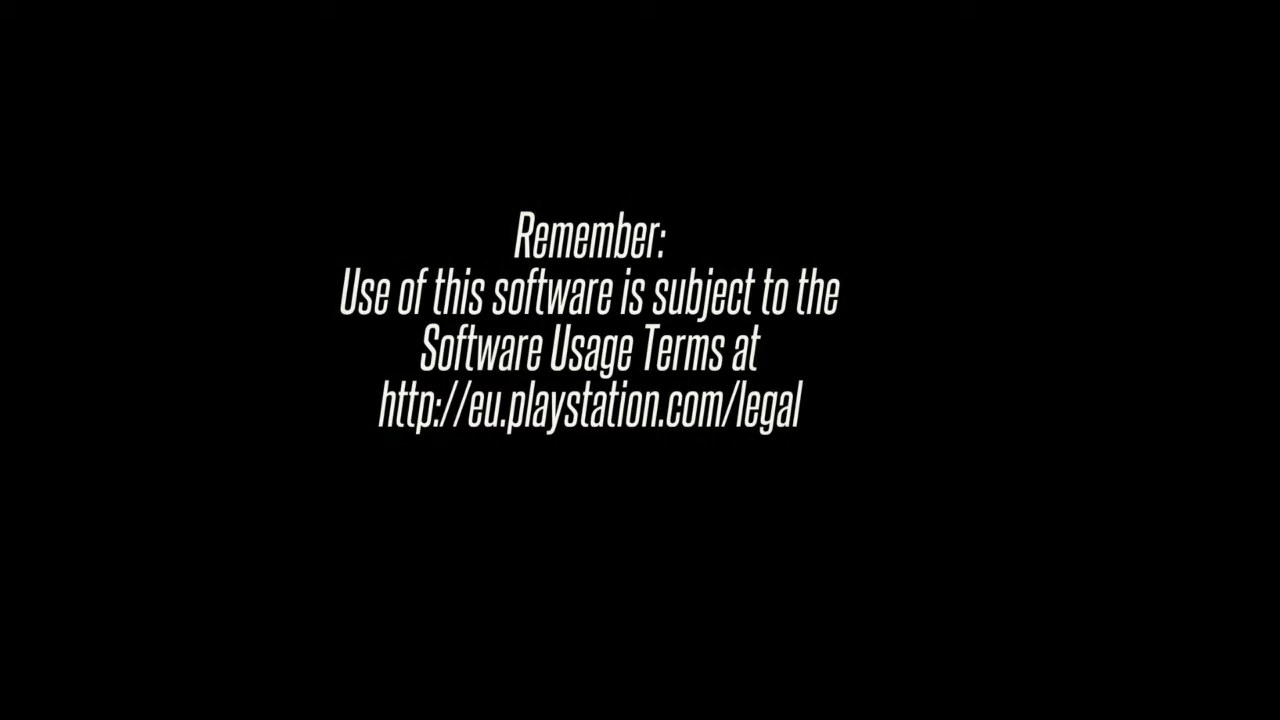 Remember:
Use of this software is subject to the
Software Usage Terms at
http://eu.playstation.com/legal